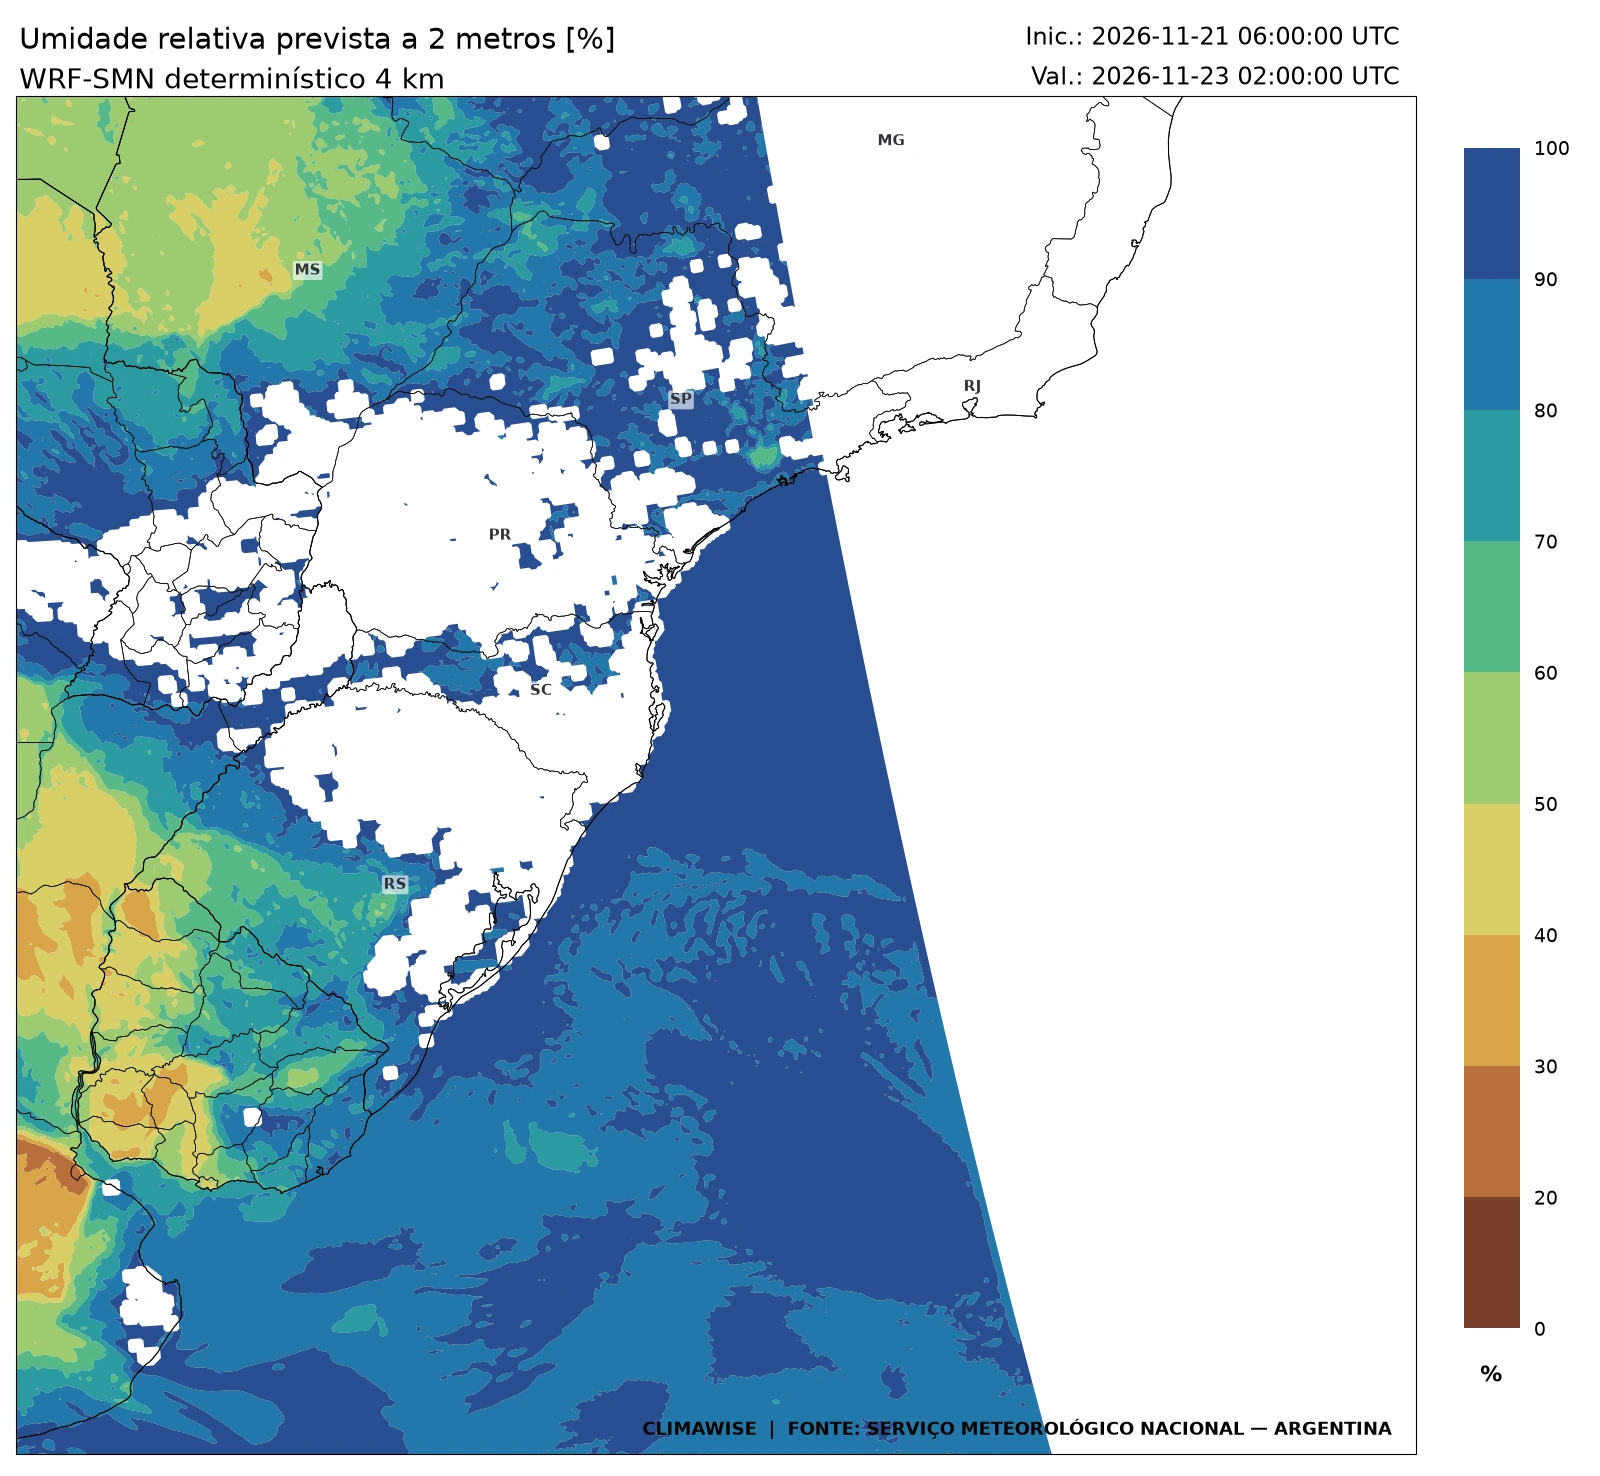 Umidade relativa prevista a 2 metros [%]
WRF-SMN determinístico 4 km
Inic.: 2026-11-21 06:00:00 UTC
Val.: 2026-11-23 02:00:00 UTC
MG
MS
RJ
SP
PR
SC
RS
100
90
80
70
60
50
40
30
20
0
%
CLIMAWISE | FONTE: SERVIÇO METEOROLÓGICO NACIONAL — ARGENTINA